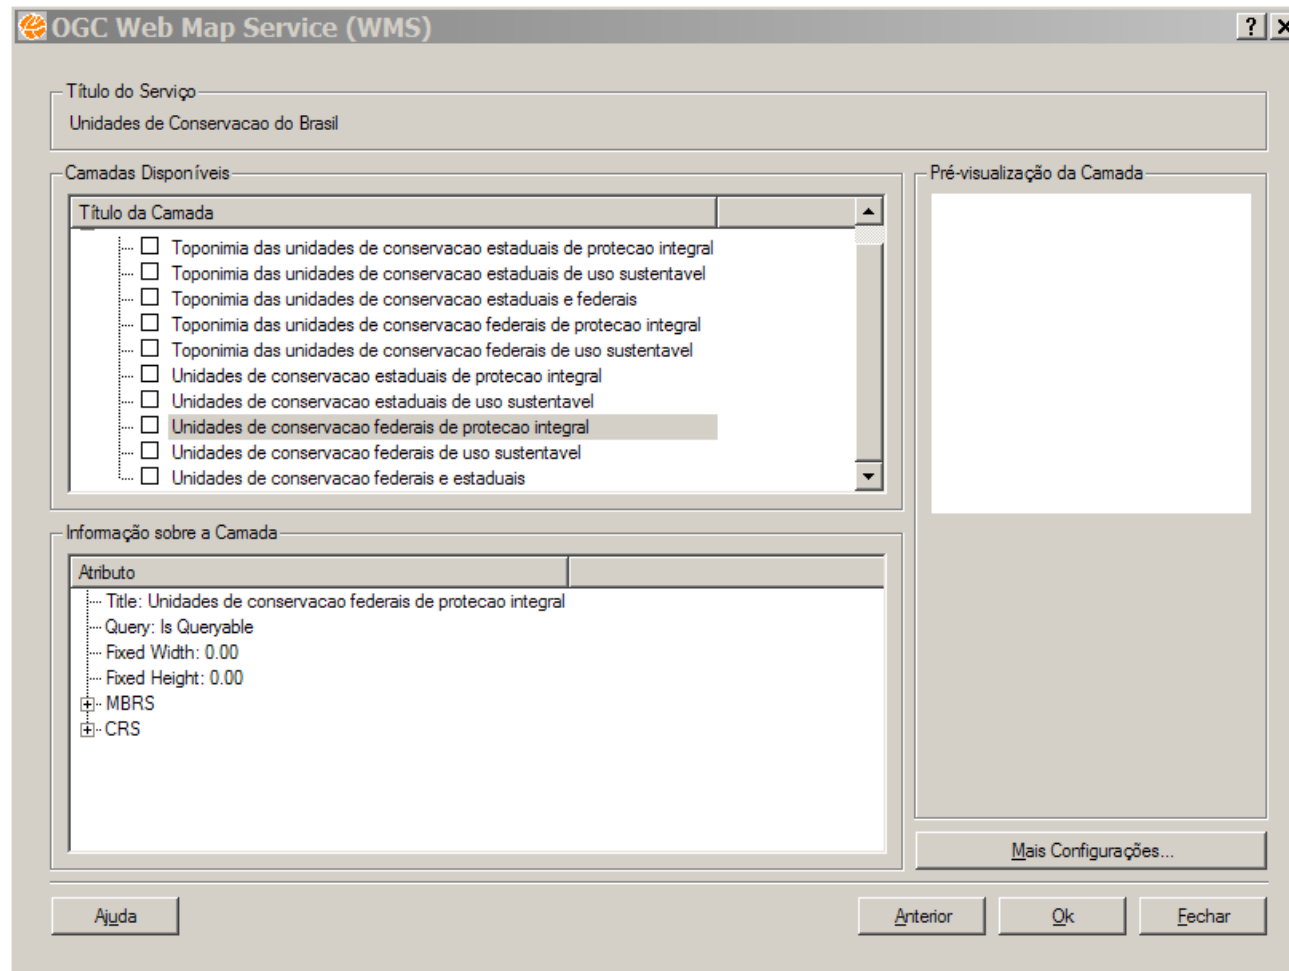 OGC Web Map Service (WMS)
Título do Serviço
Unidades de Conservacao do Brasil
Camadas Disponíveis
Título da Camada
Toponimia das unidades de conservacao estaduais de protecao integral
Toponimia das unidades de conservacao estaduais de uso sustentavel
Toponimia das unidades de conservacao estaduais e federais
Toponimia das unidades de conservacao federais de protecao integral
Toponimia das unidades de conservacao federais de uso sustentavel
Unidades de conservacao estaduais de protecao integral
Unidades de conservacao estaduais de uso sustentavel
Unidades de conservacao federais de protecao integral
Unidades de conservacao federais de uso sustentavel
Unidades de conservacao federais e estaduais
Pré-visualização da Camada
Informação sobre a Camada
Atributo
Title: Unidades de conservacao federais de protecao integral
Query: Is Queryable
Fixed Width: 0.00
Fixed Height: 0.00
MBRS
CRS
Mais Configurações...
Ajuda
Anterior
Ok
Fechar